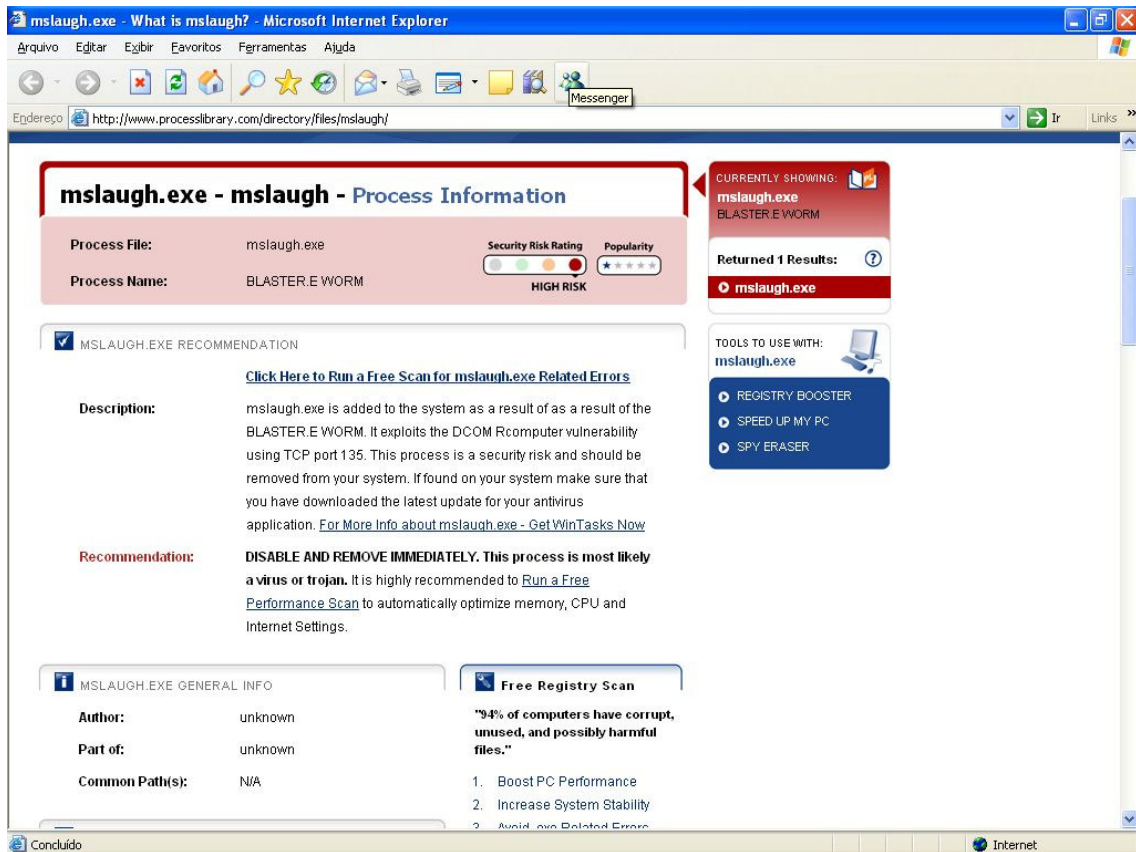 mslaugh.exe - What is mslaugh? - Microsoft Internet Explorer
Arquivo Editar Exibir Favoritos Ferramentas Ajuda
Messenger
Endereço http://www.processlibrary.com/directory/files/mslaugh/ Ir Links »
mslaugh.exe - mslaugh - Process Information
Process File: mslaugh.exe
Process Name: BLASTER.E WORM
Security Risk Rating Popularity
HIGH RISK
CURRENTLY SHOWING:
mslaugh.exe
BLASTER.E WORM
Returned 1 Results: ?
mslaugh.exe
TOOLS TO USE WITH:
mslaugh.exe
REGISTRY BOOSTER
SPEED UP MY PC
SPY ERASER
MSLAUGH.EXE RECOMMENDATION
Click Here to Run a Free Scan for mslaugh.exe Related Errors
Description: mslaugh.exe is added to the system as a result of as a result of the
BLASTER.E WORM. It exploits the DCOM Rcomputer vulnerability
using TCP port 135. This process is a security risk and should be
removed from your system. If found on your system make sure that
you have downloaded the latest update for your antivirus
application. For More Info about mslaugh.exe - Get WinTasks Now
Recommendation: DISABLE AND REMOVE IMMEDIATELY. This process is most likely
a virus or trojan. It is highly recommended to Run a Free
Performance Scan to automatically optimize memory, CPU and
Internet Settings.
MSLAUGH.EXE GENERAL INFO
Author: unknown
Part of: unknown
Common Path(s): N/A
Free Registry Scan
"94% of computers have corrupt,
unused, and possibly harmful
files."
1. Boost PC Performance
2. Increase System Stability
3. Avoid .exe Related Errors
Concluído Internet